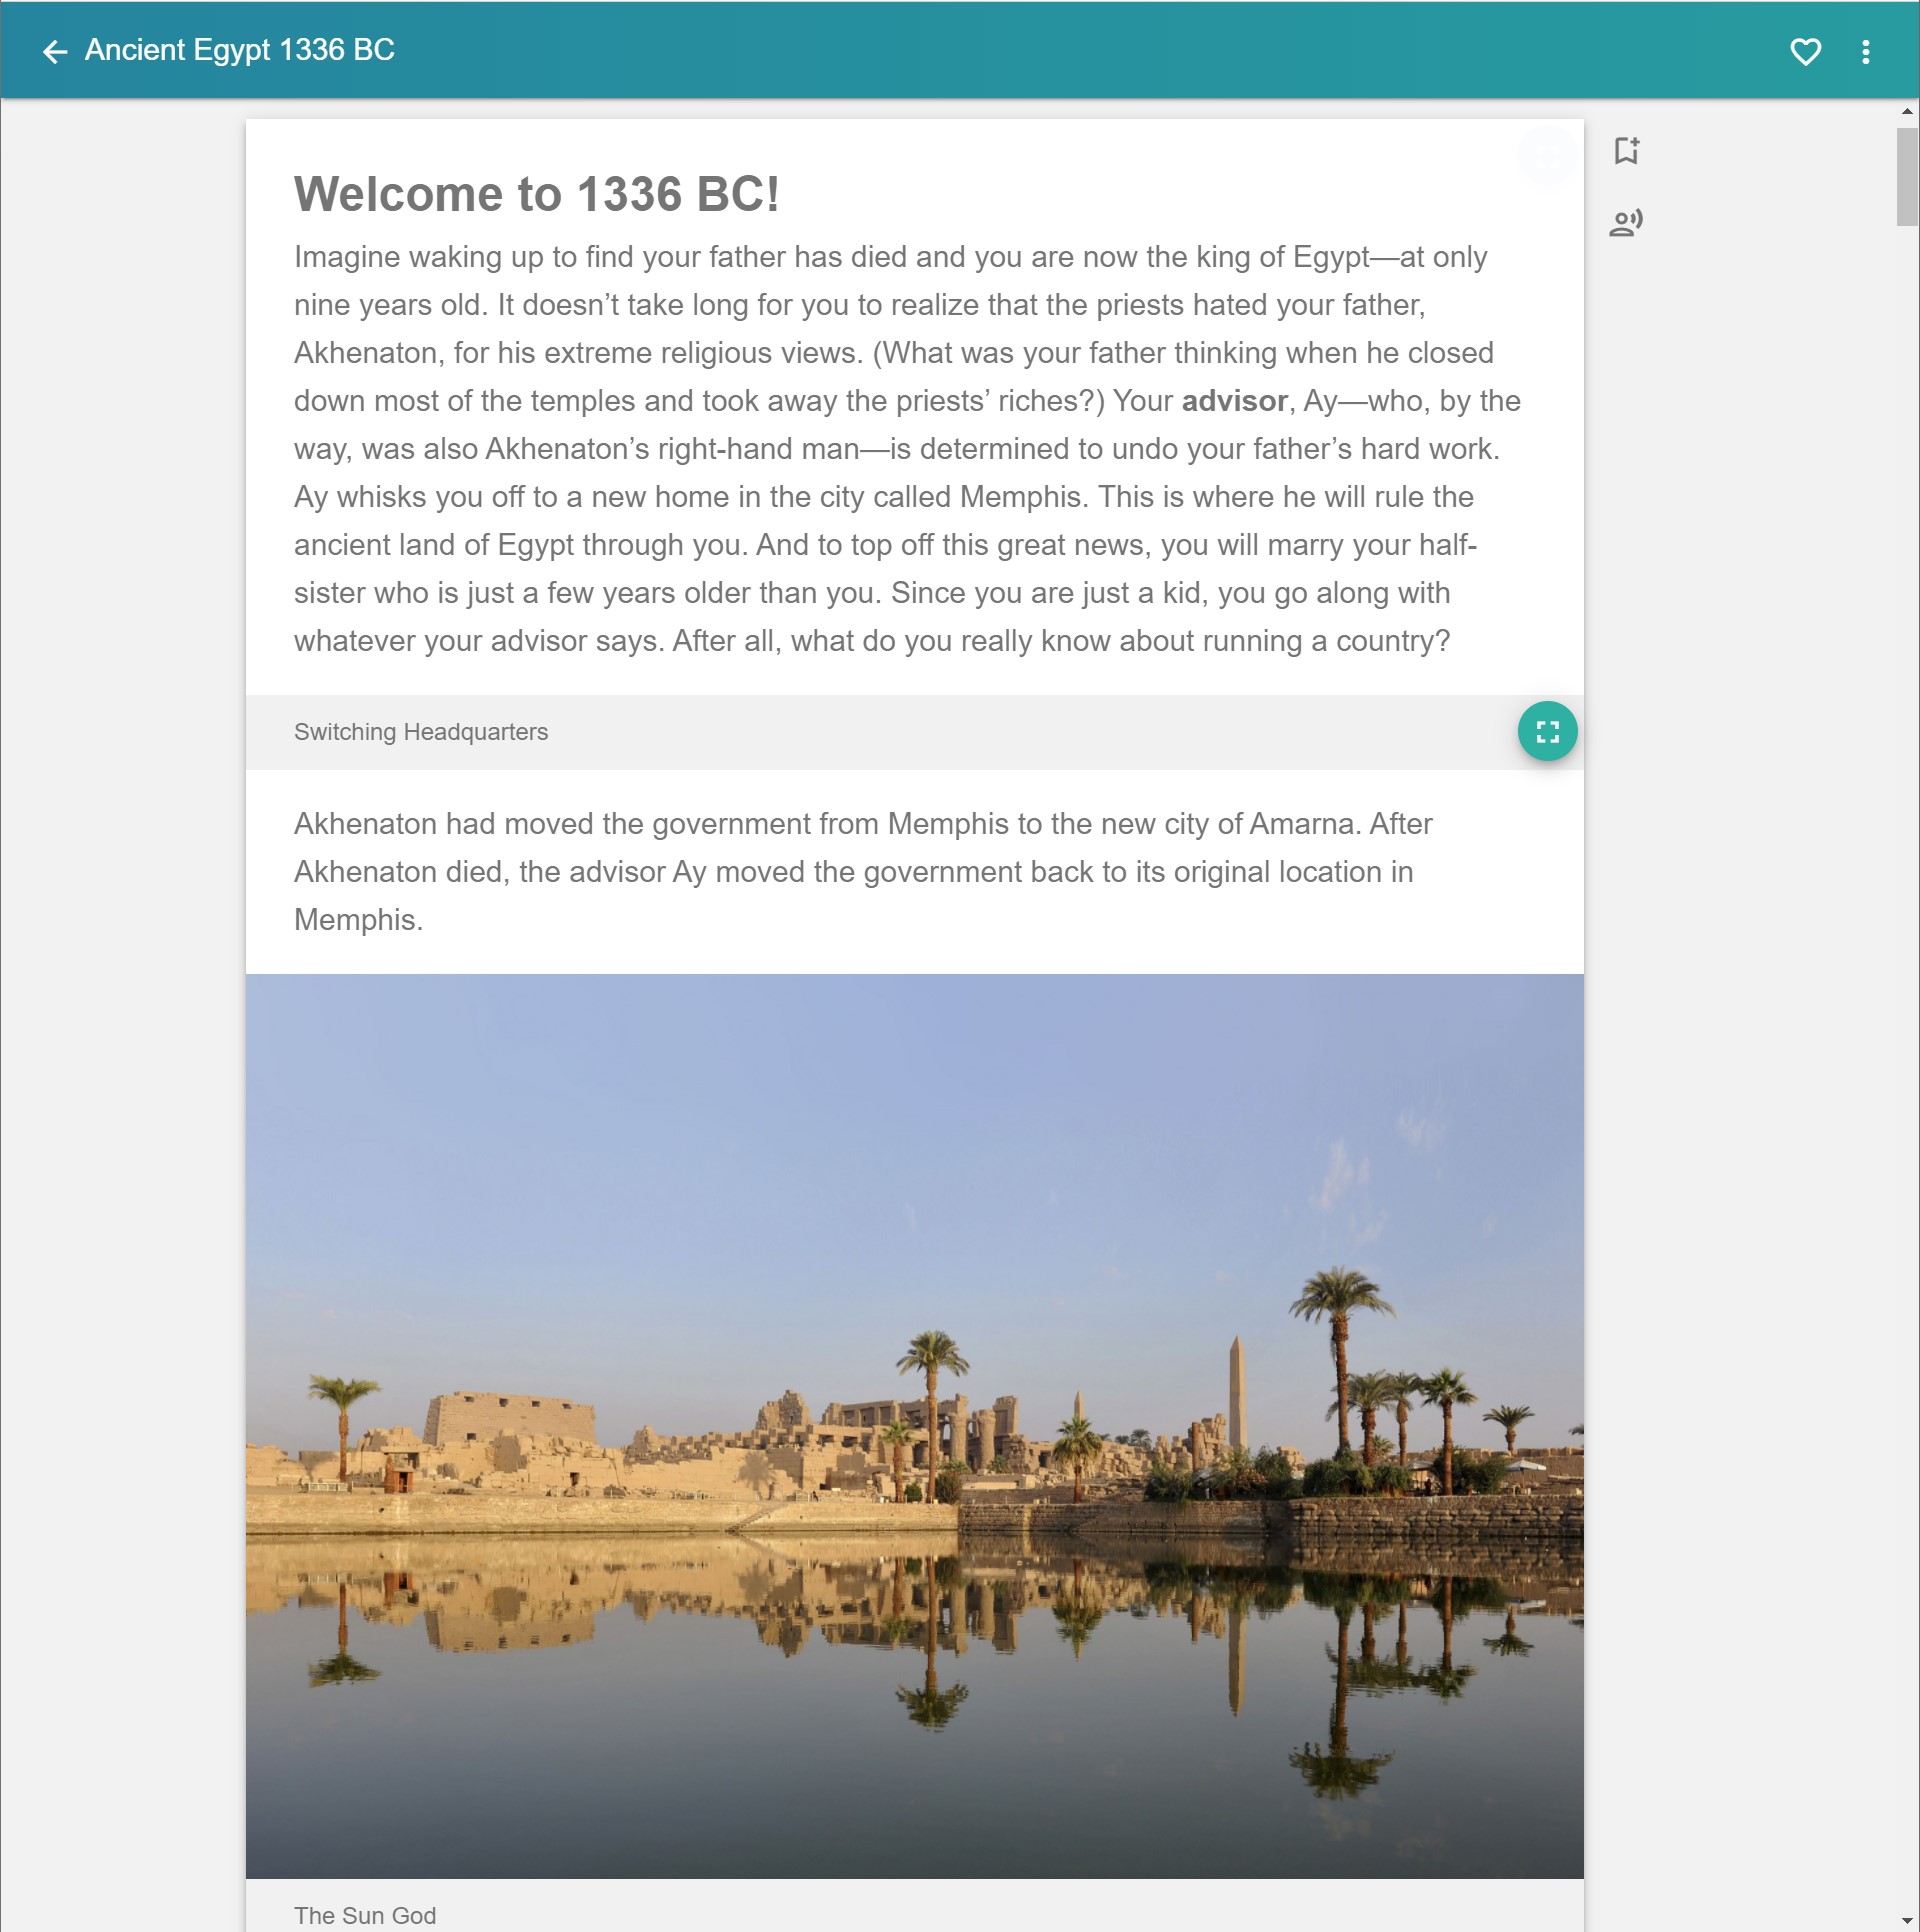 Ancient Egypt 1336 BC
Welcome to 1336 BC!
Imagine waking up to find your father has died and you are now the king of Egypt—at only
nine years old. It doesn’t take long for you to realize that the priests hated your father,
Akhenaton, for his extreme religious views. (What was your father thinking when he closed
down most of the temples and took away the priests’ riches?) Your advisor, Ay—who, by the
way, was also Akhenaton’s right-hand man—is determined to undo your father’s hard work.
Ay whisks you off to a new home in the city called Memphis. This is where he will rule the
ancient land of Egypt through you. And to top off this great news, you will marry your half-
sister who is just a few years older than you. Since you are just a kid, you go along with
whatever your advisor says. After all, what do you really know about running a country?
Switching Headquarters
Akhenaton had moved the government from Memphis to the new city of Amarna. After
Akhenaton died, the advisor Ay moved the government back to its original location in
Memphis.
The Sun God